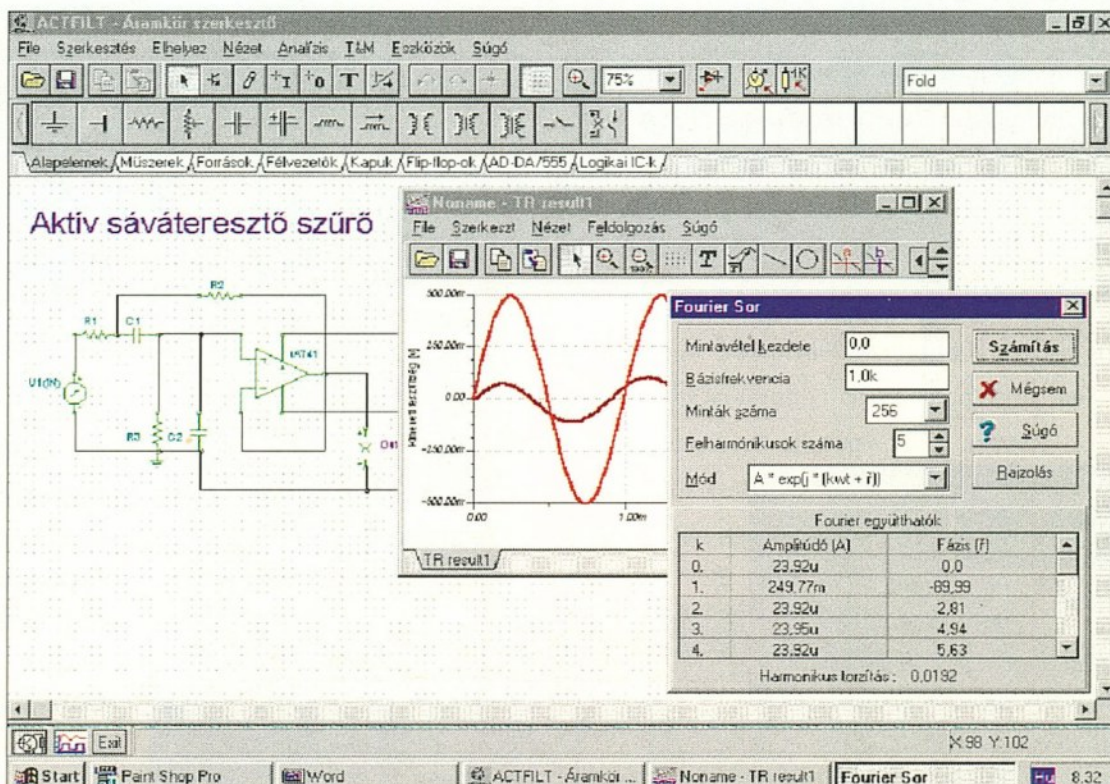 ACTFILT - Áramkör szerkesztő
File Szerkesztés Elhelyez Nézet Analízis T&M Eszközök Súgó
75% Föld
Alapelemek Műszerek Források Félvezetők Kapuk Flip-flop-ok AD-DA/555 Logikai IC-k
Aktív sáváteresztő szűrő
R2
R1 C1
U1(IN)
R3 C2
Noname - TR result1
File Szerkeszt Nézet Feldolgozás Súgó
500.00m
250.00m
0.00
-250.00m
-500.00m
0.00 1.00m
TR result1
Fourier Sor
Mintavétel kezdete 0,0 Számítás
Bázisfrekvencia 1,0k Mégsem
Minták száma 256 Súgó
Felharmónikusok száma 5
Mód A * exp(j * (kwt + ř)) Rajzolás
Fourier együtthatók
k Amplitúdó (A) Fázis (ř)
0. 23,92u 0,0
1. 249,77m -89,99
2. 23,92u 2,81
3. 23,95u 4,94
4. 23,92u 5,63
Harmonikus torzítás : 0,0192
Exit X:98 Y:102
Start Paint Shop Pro Word ACTFILT - Áramkör ... Noname - TR result1 Fourier Sor Hu 8.32